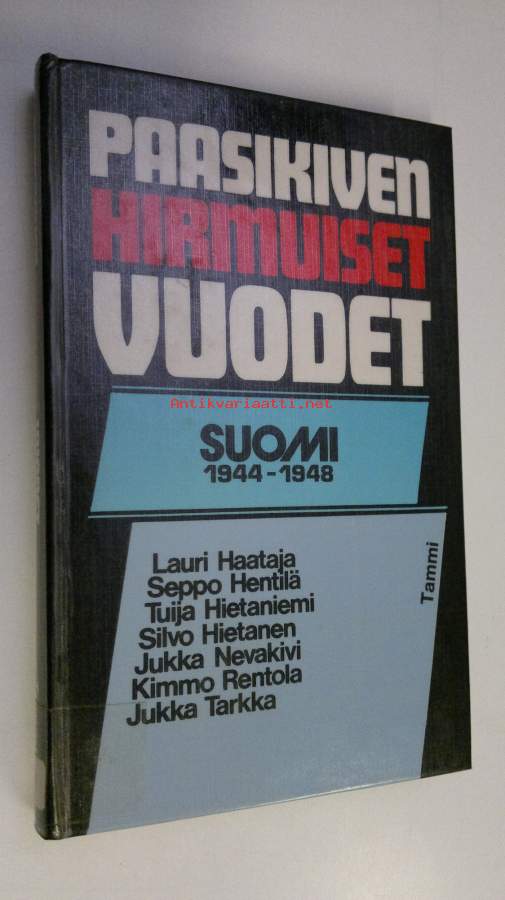 PAASIKIVEN
HIRMUISET
VUODET
Antikvariaatti.net
SUOMI
1944-1948
Lauri Haataja
Seppo Hentilä
Tuija Hietaniemi
Silvo Hietanen
Jukka Nevakivi
Kimmo Rentola
Jukka Tarkka
Tammi